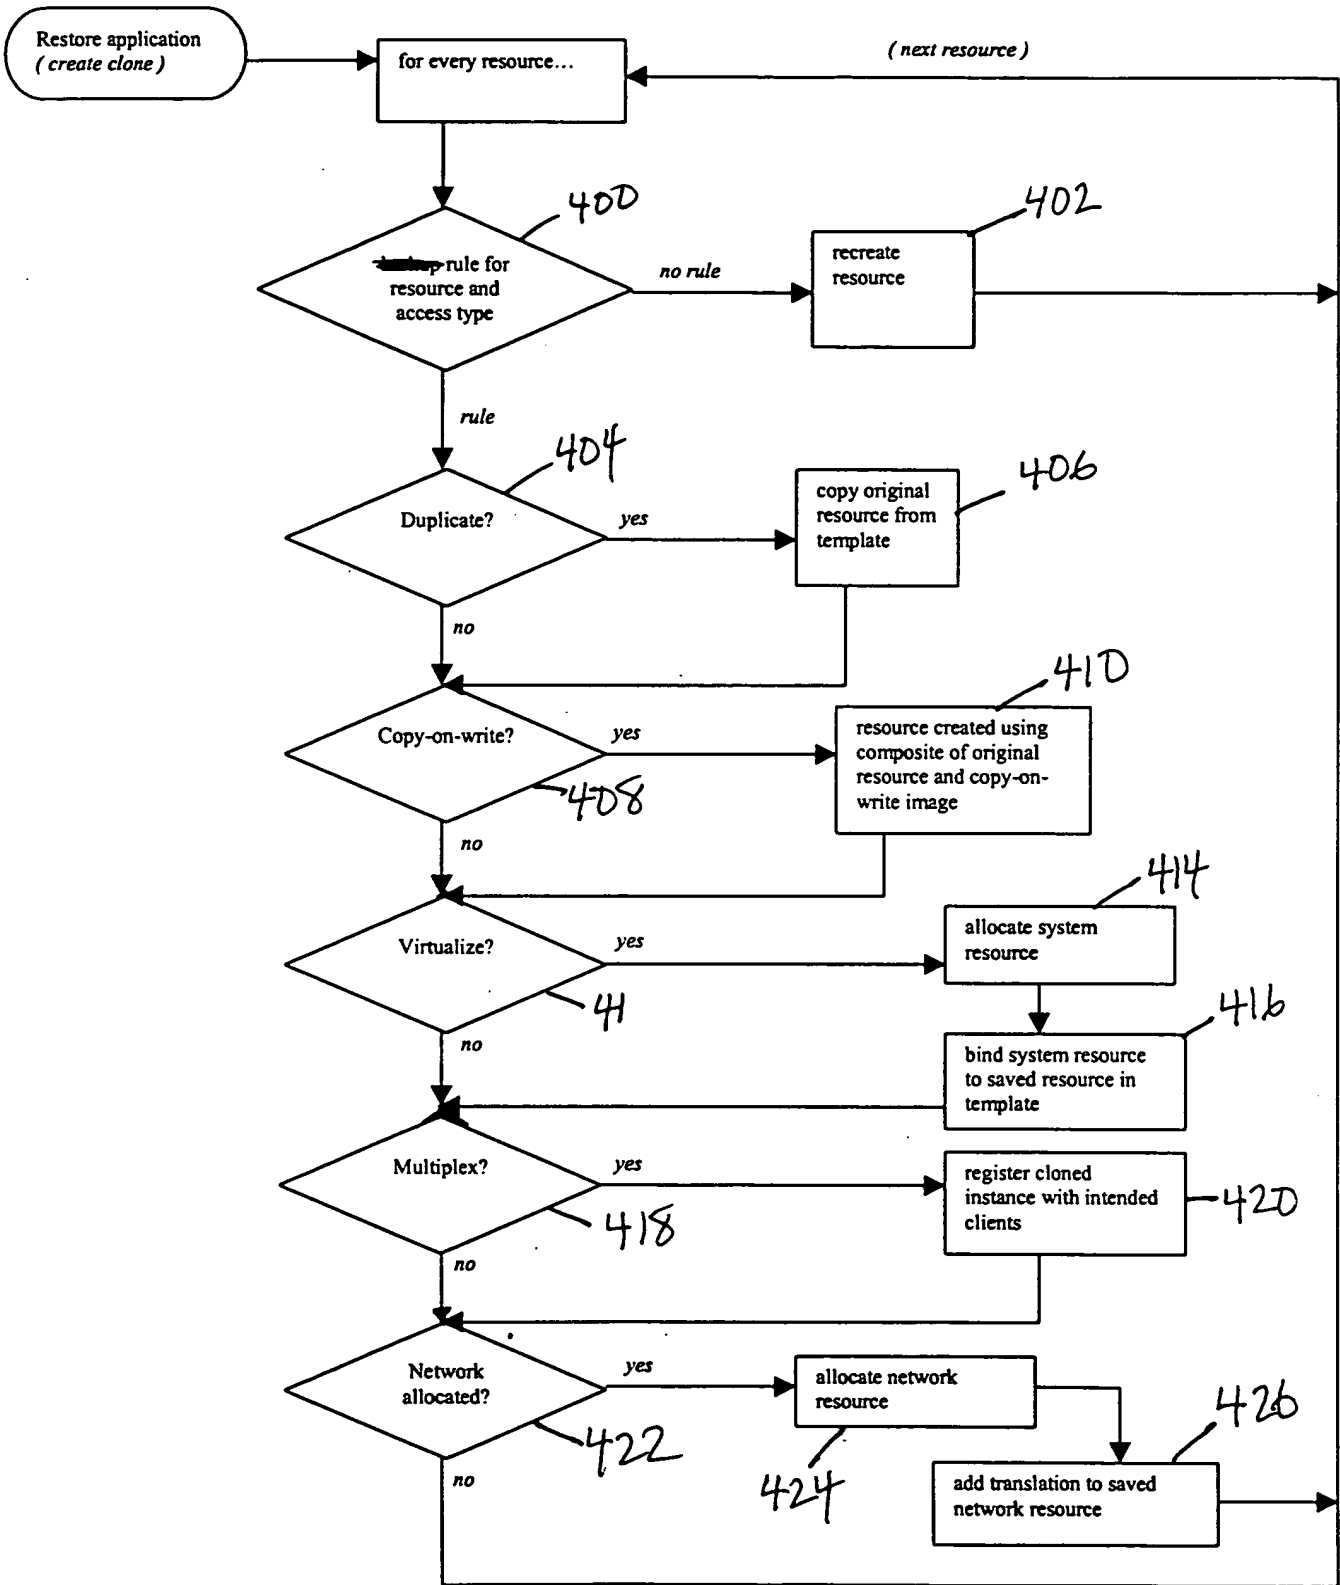 Restore application
( create clone )
for every resource...
( next resource )
400
402
rule for
resource and
access type
no rule
recreate
resource
rule
404
406
Duplicate?
yes
copy original
resource from
template
no
410
Copy-on-write?
yes
resource created using
composite of original
resource and copy-on-
write image
408
no
414
Virtualize?
yes
allocate system
resource
41
416
no
bind system resource
to saved resource in
template
Multiplex?
yes
register cloned
instance with intended
clients
420
418
no
Network
allocated?
yes
allocate network
resource
426
422
424
no
add translation to saved
network resource